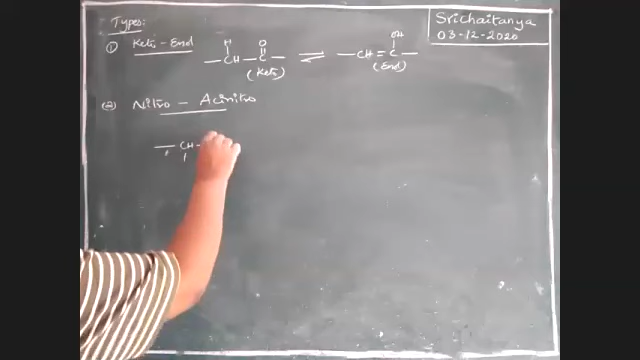 Types:
Srichaitanya
03-12-2020
① Keto-Enol
H O OH
— CH — C — ⇌ — CH = C —
(Keto) (Enol)
② Nitro - Acinitro
— CH -